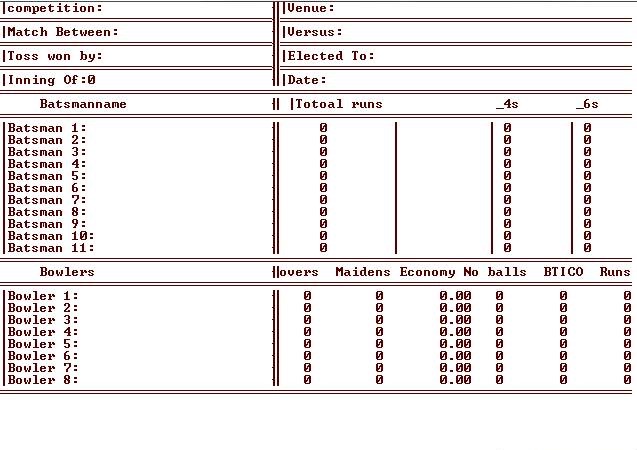 |competition: |Venue:
|Match Between: |Versus:
|Toss won by: |Elected To:
|Inning Of:0 |Date:
Batsmanname |Totoal runs _4s _6s
|Batsman 1: 0 0 0
|Batsman 2: 0 0 0
|Batsman 3: 0 0 0
|Batsman 4: 0 0 0
|Batsman 5: 0 0 0
|Batsman 6: 0 0 0
|Batsman 7: 0 0 0
|Batsman 8: 0 0 0
|Batsman 9: 0 0 0
|Batsman 10: 0 0 0
|Batsman 11: 0 0 0
Bowlers overs Maidens Economy No balls BTICO Runs
|Bowler 1: 0 0 0.00 0 0 0
|Bowler 2: 0 0 0.00 0 0 0
|Bowler 3: 0 0 0.00 0 0 0
|Bowler 4: 0 0 0.00 0 0 0
|Bowler 5: 0 0 0.00 0 0 0
|Bowler 6: 0 0 0.00 0 0 0
|Bowler 7: 0 0 0.00 0 0 0
|Bowler 8: 0 0 0.00 0 0 0